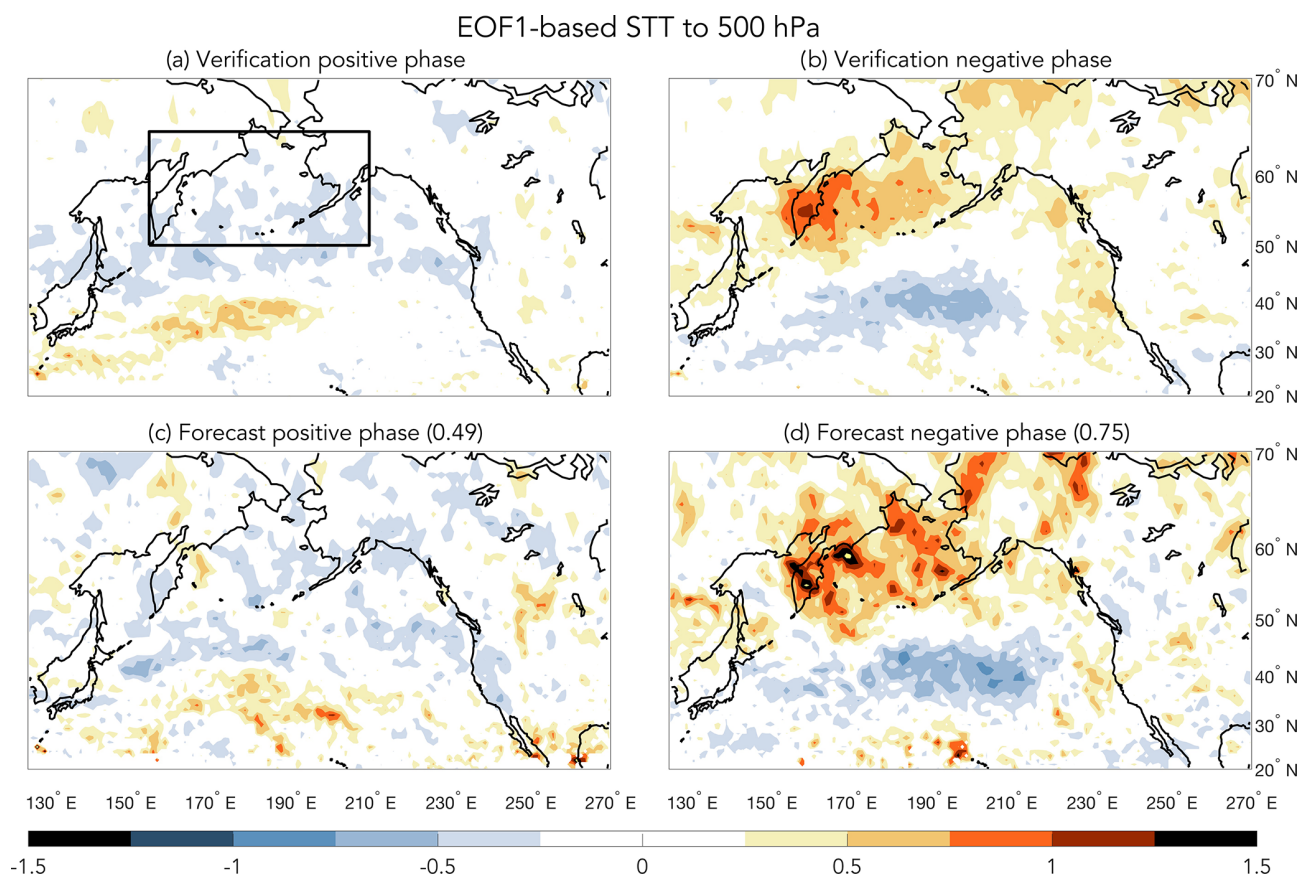 EOF1-based STT to 500 hPa
(a) Verification positive phase
(b) Verification negative phase
70° N
60° N
50° N
40° N
30° N
20° N
(c) Forecast positive phase (0.49)
(d) Forecast negative phase (0.75)
70° N
60° N
50° N
40° N
30° N
20° N
130° E 150° E 170° E 190° E 210° E 230° E 250° E 270° E
130° E 150° E 170° E 190° E 210° E 230° E 250° E 270° E
-1.5 -1 -0.5 0 0.5 1 1.5